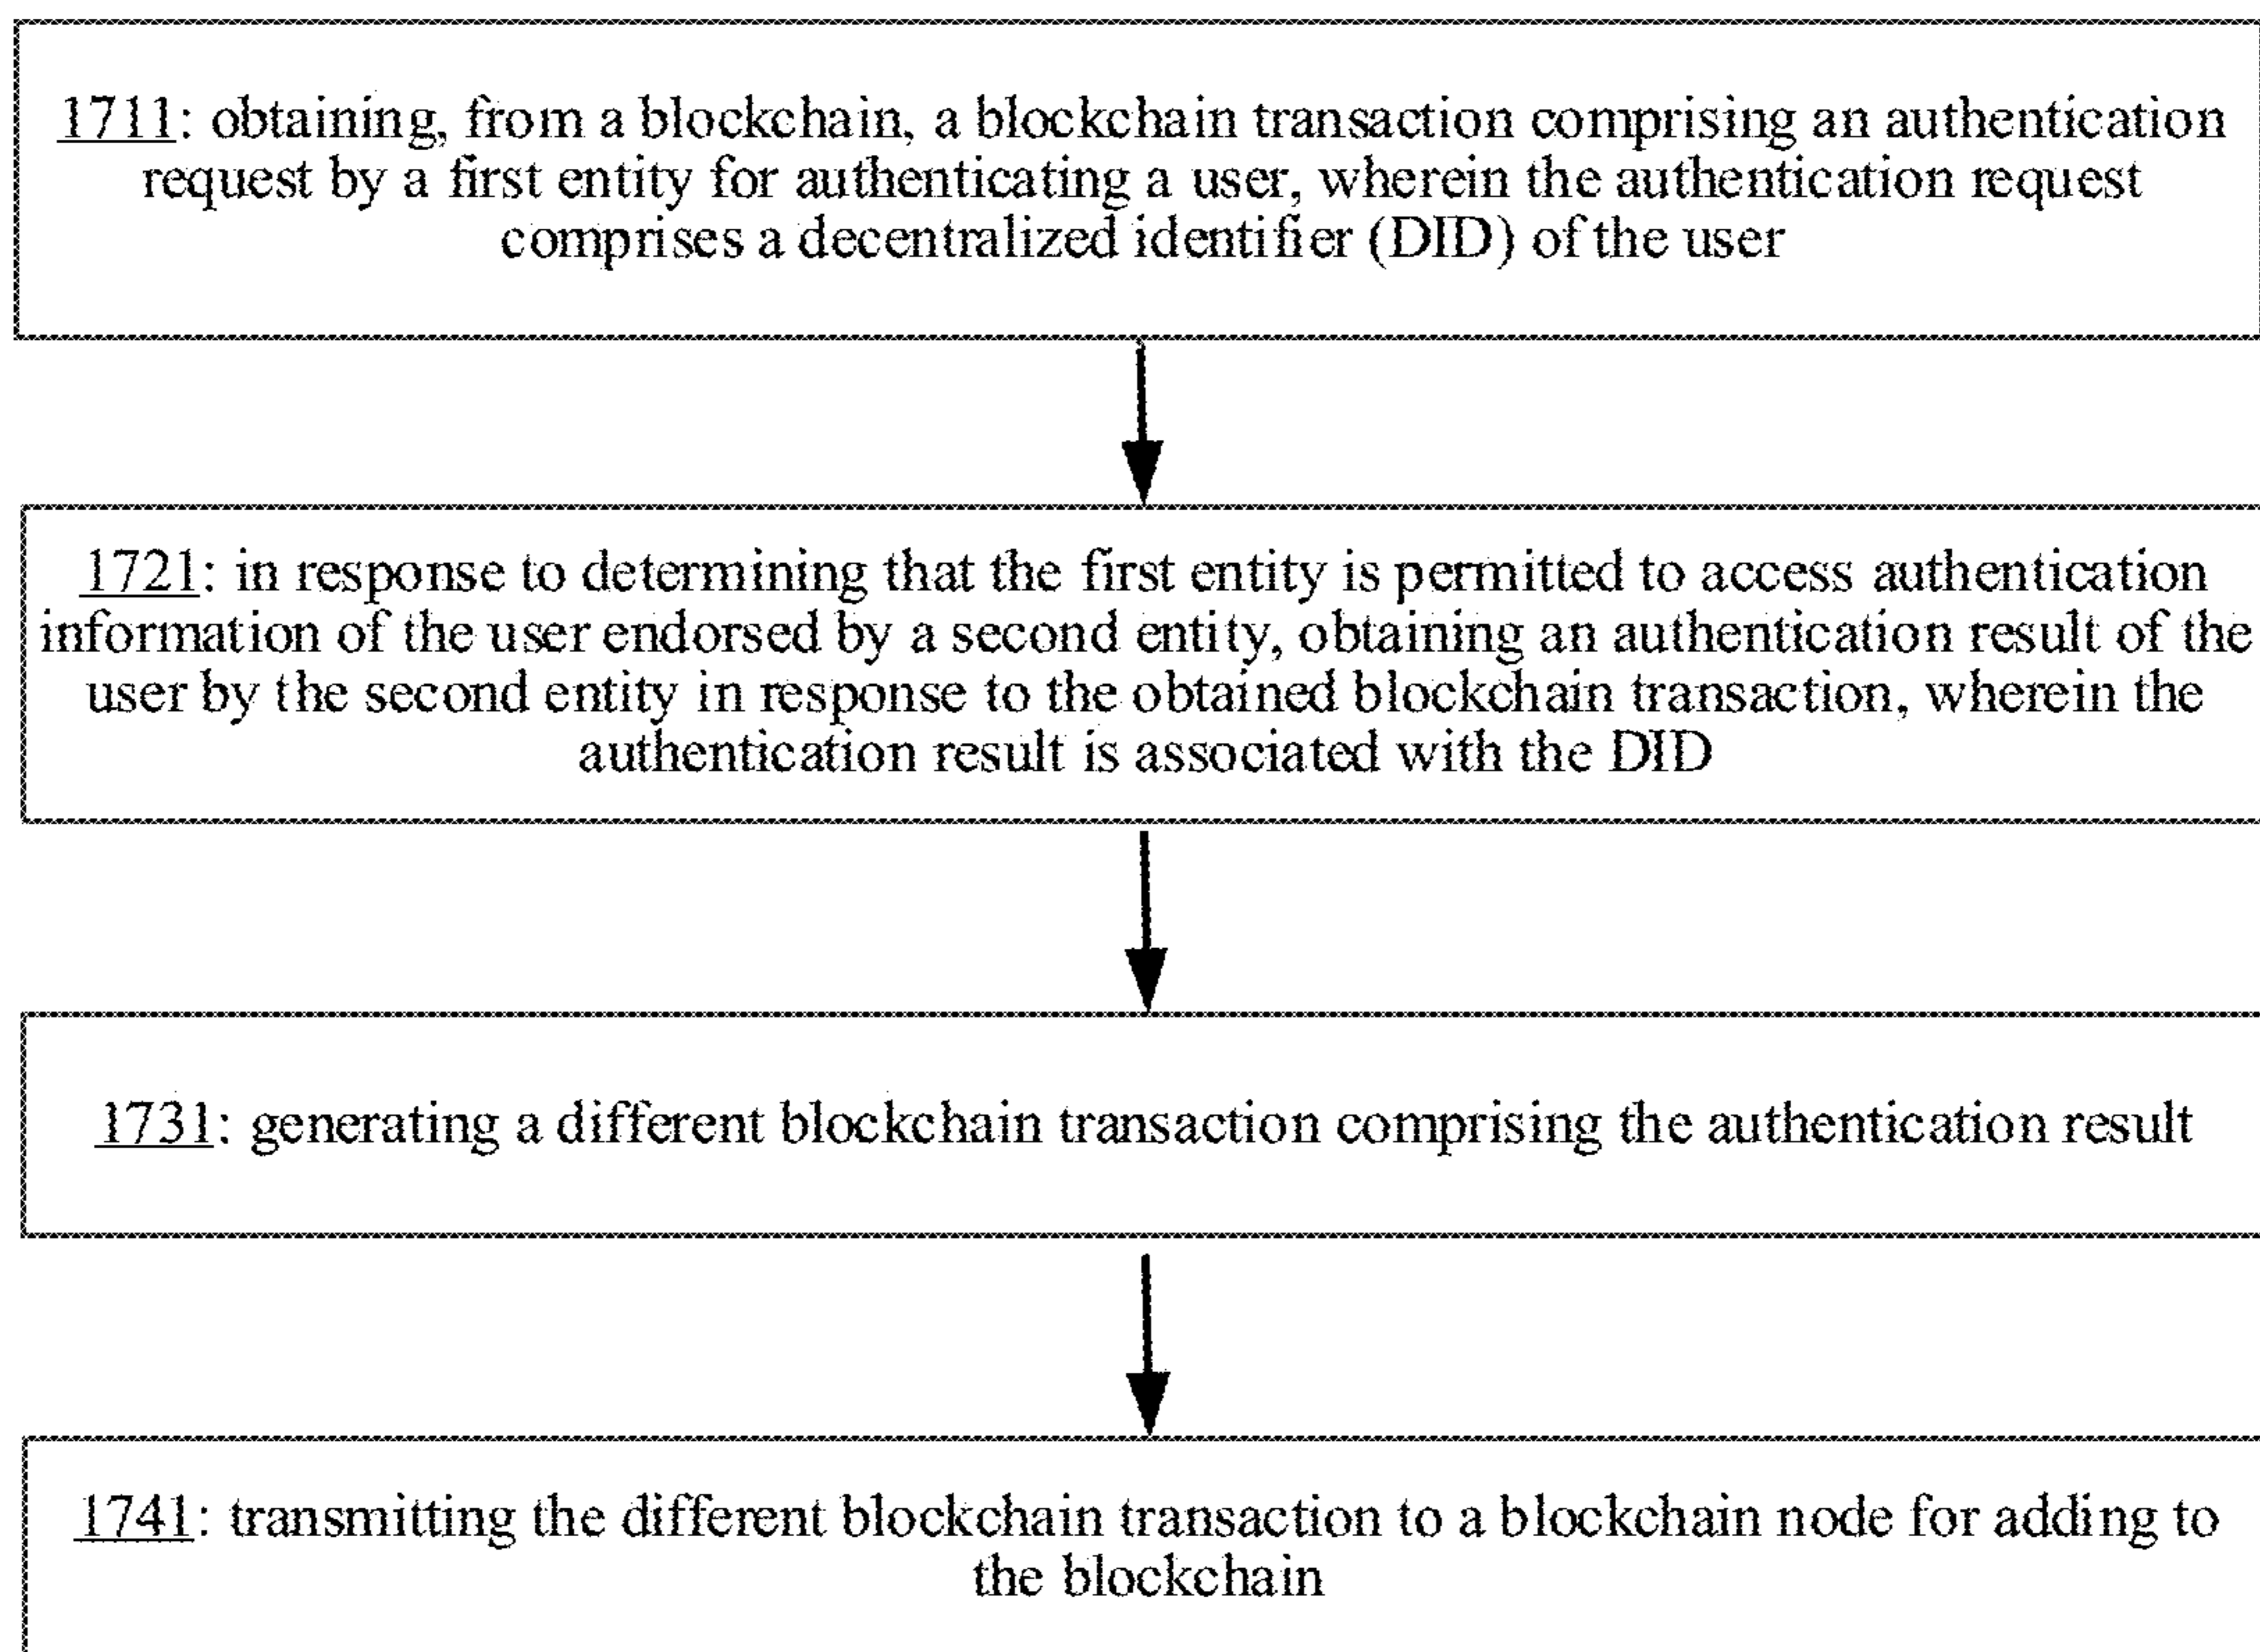 1711: obtaining, from a blockchain, a blockchain transaction comprising an authentication
request by a first entity for authenticating a user, wherein the authentication request
comprises a decentralized identifier (DID) of the user
1721: in response to determining that the first entity is permitted to access authentication
information of the user endorsed by a second entity, obtaining an authentication result of the
user by the second entity in response to the obtained blockchain transaction, wherein the
authentication result is associated with the DID
1731: generating a different blockchain transaction comprising the authentication result
1741: transmitting the different blockchain transaction to a blockchain node for adding to
the blockchain